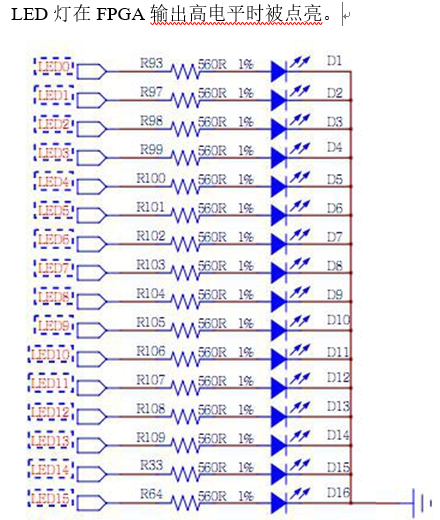 LED 灯在 FPGA 输出高电平时被点亮。
LED0 R93 560R 1% D1
LED1 R97 560R 1% D2
LED2 R98 560R 1% D3
LED3 R99 560R 1% D4
LED4 R100 560R 1% D5
LED5 R101 560R 1% D6
LED6 R102 560R 1% D7
LED7 R103 560R 1% D8
LED8 R104 560R 1% D9
LED9 R105 560R 1% D10
LED10 R106 560R 1% D11
LED11 R107 560R 1% D12
LED12 R108 560R 1% D13
LED13 R109 560R 1% D14
LED14 R33 560R 1% D15
LED15 R64 560R 1% D16